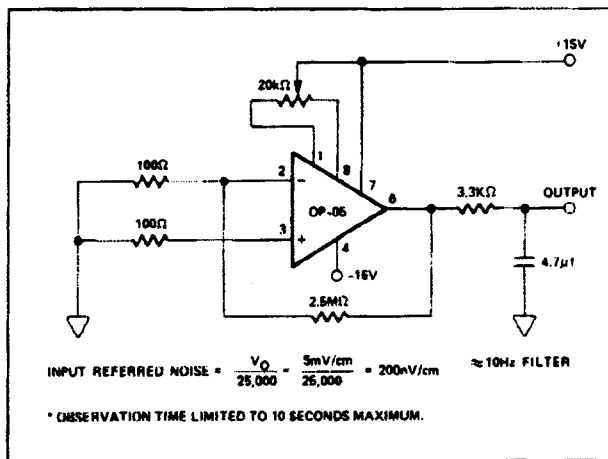 +15V
20kΩ
1
8
100Ω
2
−
7
6
3.3KΩ
OUTPUT
OP-05
100Ω
3
+
4
4.7µf
-15V
2.5MΩ
INPUT REFERRED NOISE = VO/25,000 = 5mV/cm/25,000 = 200nV/cm ≈10Hz FILTER
* OBSERVATION TIME LIMITED TO 10 SECONDS MAXIMUM.